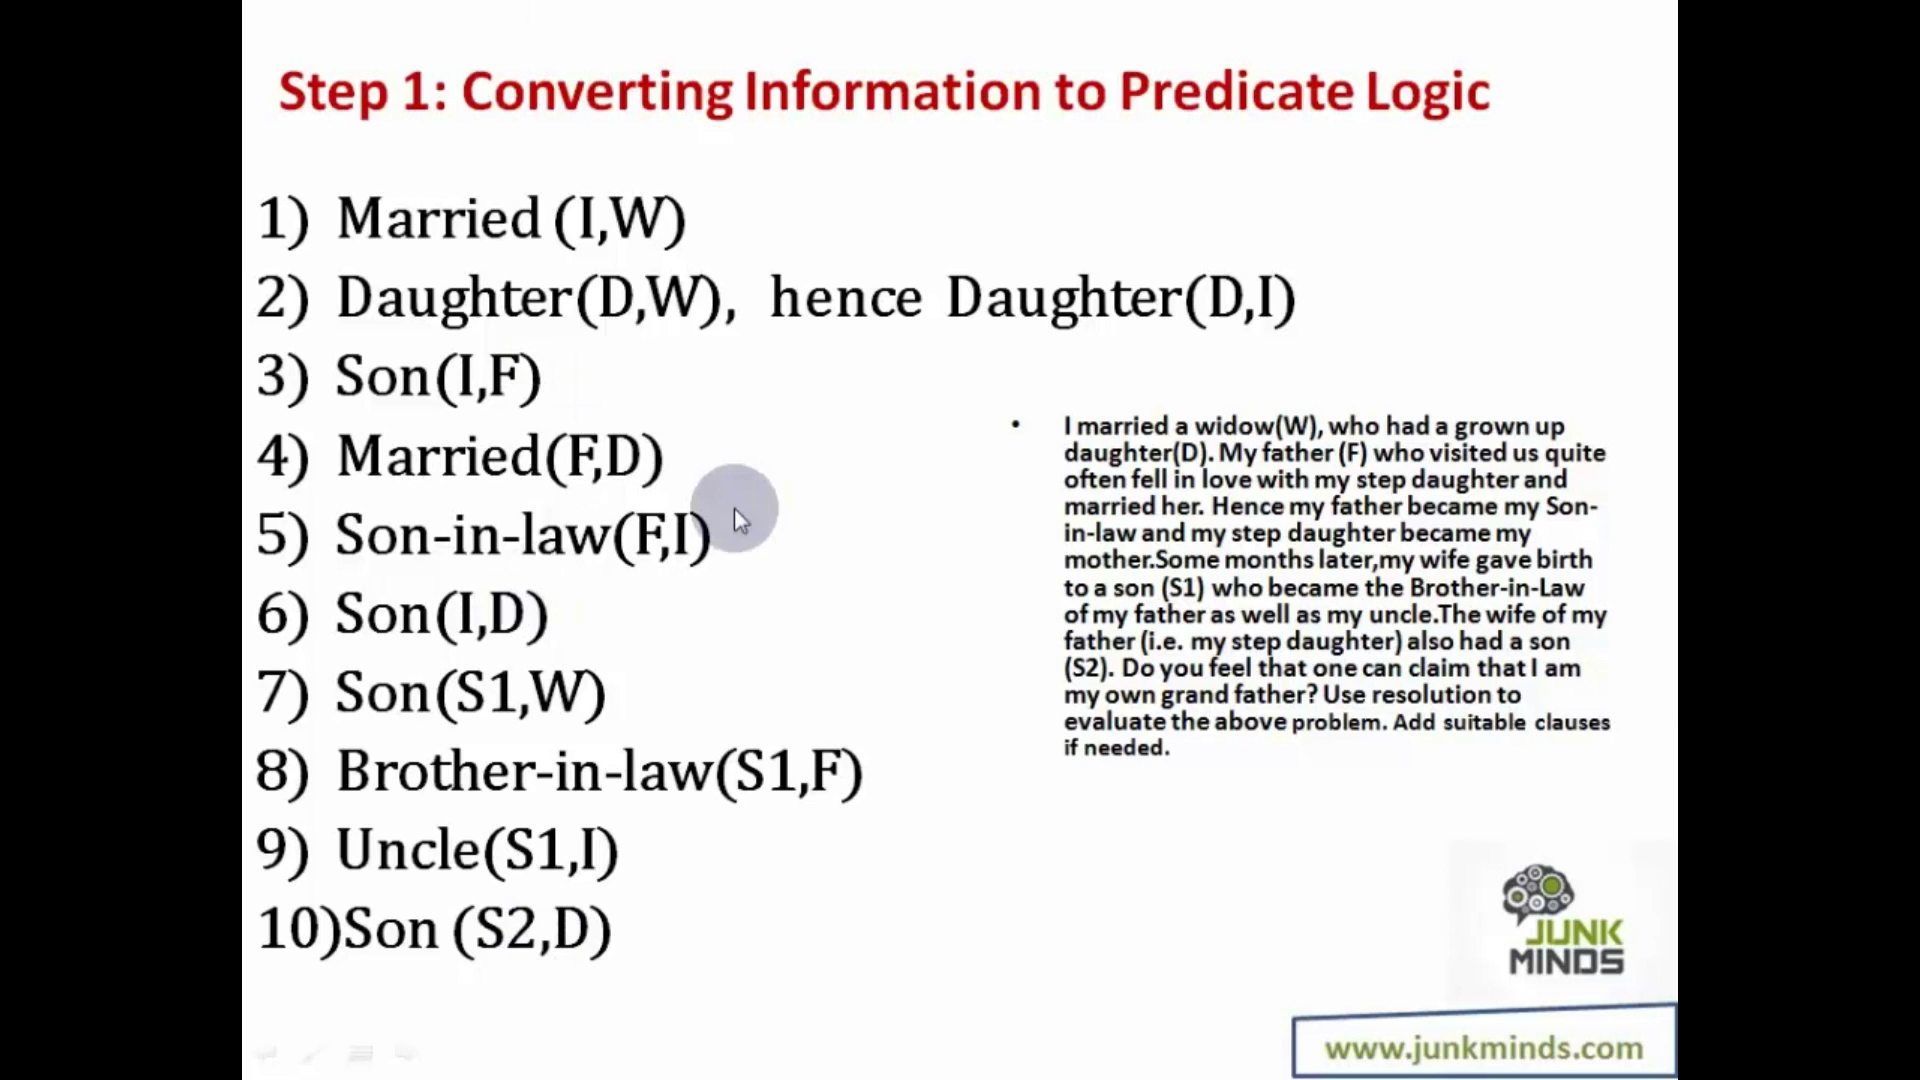 Step 1: Converting Information to Predicate Logic
1) Married (I,W)
2) Daughter(D,W), hence Daughter(D,I)
3) Son(I,F)
4) Married(F,D)
5) Son-in-law(F,I)
6) Son(I,D)
7) Son(S1,W)
8) Brother-in-law(S1,F)
9) Uncle(S1,I)
10)Son (S2,D)
• I married a widow(W), who had a grown up
daughter(D). My father (F) who visited us quite
often fell in love with my step daughter and
married her. Hence my father became my Son-
in-law and my step daughter became my
mother.Some months later,my wife gave birth
to a son (S1) who became the Brother-in-Law
of my father as well as my uncle.The wife of my
father (i.e. my step daughter) also had a son
(S2). Do you feel that one can claim that I am
my own grand father? Use resolution to
evaluate the above problem. Add suitable clauses
if needed.
JUNK
MINDS
www.junkminds.com